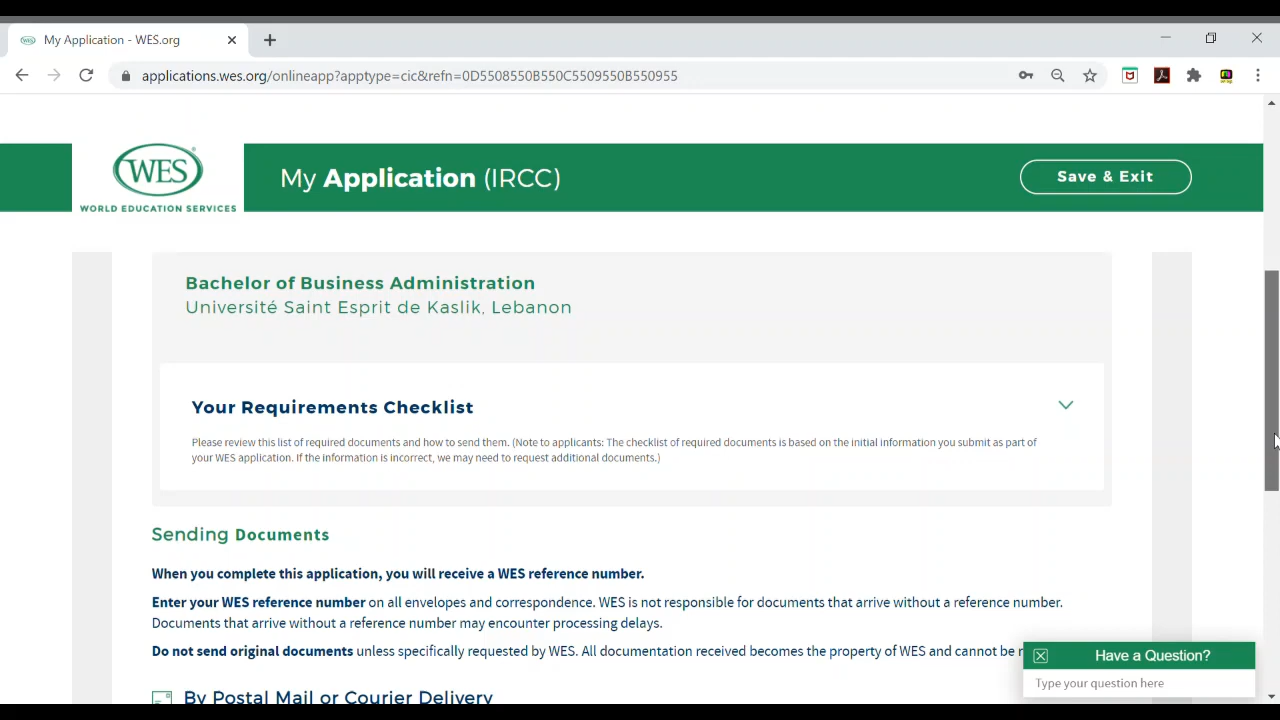 My Application - WES.org
applications.wes.org/onlineapp?apptype=cic&refn=0D5508550B550C5509550B550955
WES
WORLD EDUCATION SERVICES
My Application (IRCC)
Save & Exit
Bachelor of Business Administration
Université Saint Esprit de Kaslik, Lebanon
Your Requirements Checklist
Please review this list of required documents and how to send them. (Note to applicants: The checklist of required documents is based on the initial information you submit as part of
your WES application. If the information is incorrect, we may need to request additional documents.)
Sending Documents
When you complete this application, you will receive a WES reference number.
Enter your WES reference number on all envelopes and correspondence. WES is not responsible for documents that arrive without a reference number.
Documents that arrive without a reference number may encounter processing delays.
Do not send original documents unless specifically requested by WES. All documentation received becomes the property of WES and cannot be
Have a Question?
Type your question here
By Postal Mail or Courier Delivery